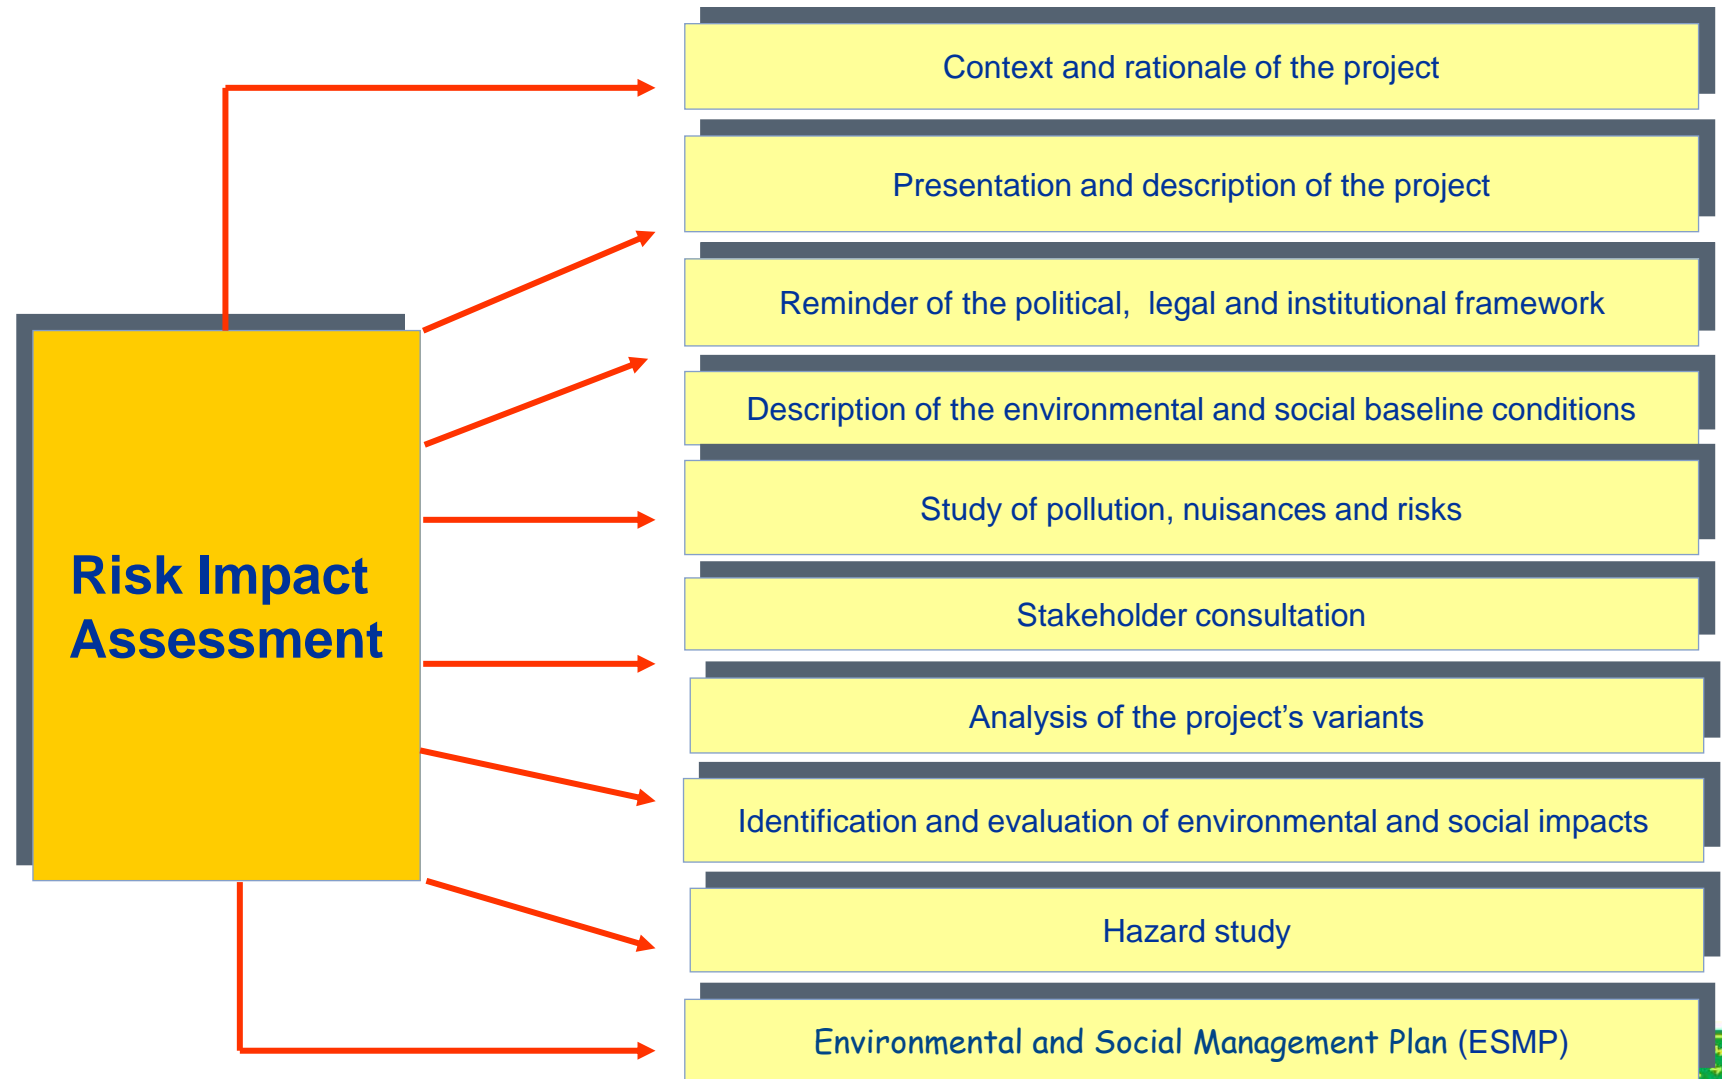 Context and rationale of the project
Presentation and description of the project
Reminder of the political, legal and institutional framework
Description of the environmental and social baseline conditions
Study of pollution, nuisances and risks
Risk Impact
Assessment
Stakeholder consultation
Analysis of the project’s variants
Identification and evaluation of environmental and social impacts
Hazard study
Environmental and Social Management Plan (ESMP)